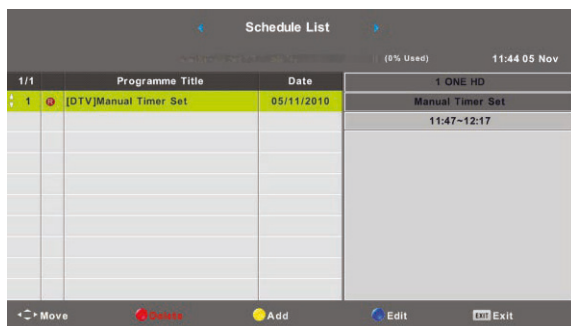 Schedule List
(0% Used) 11:44 05 Nov
1/1 Programme Title Date 1 ONE HD
1 [DTV]Manual Timer Set 05/11/2010 Manual Timer Set
11:47~12:17
Move Delete Add Edit EXIT Exit